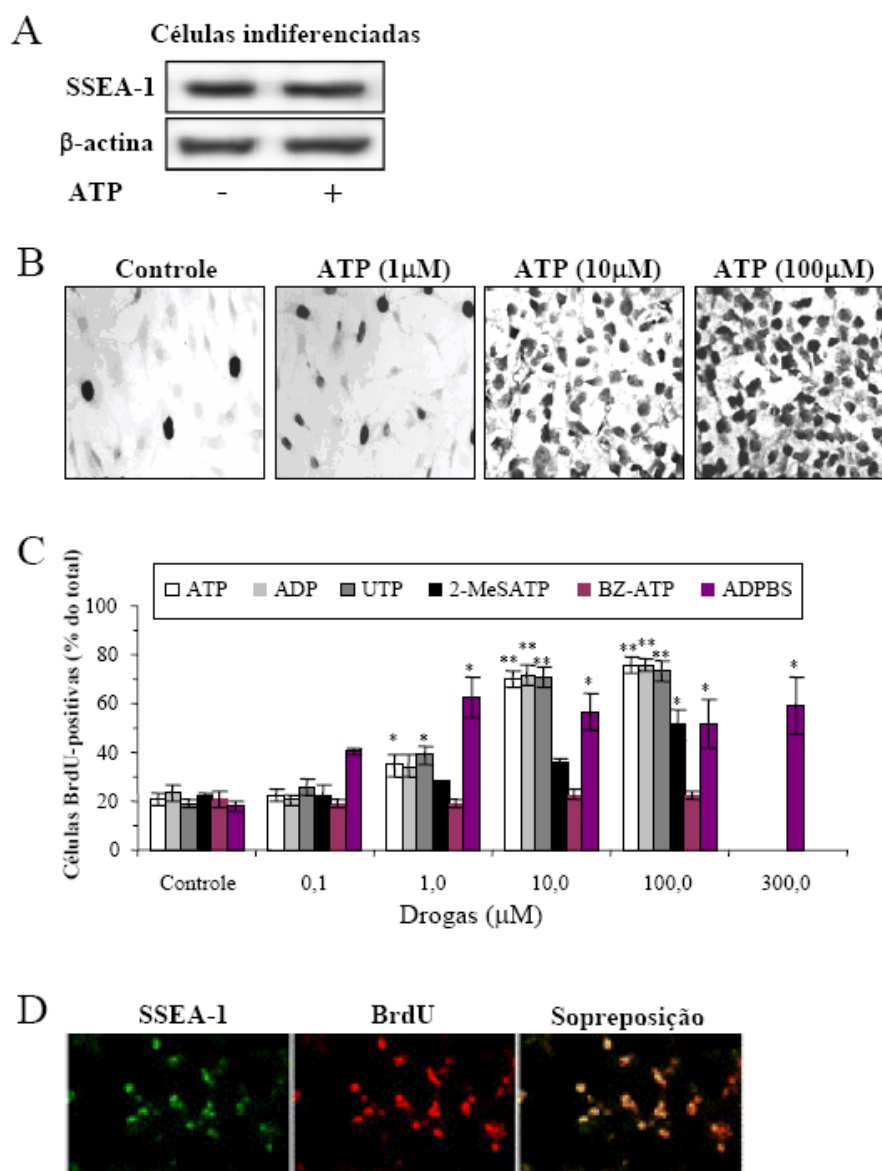 A
Células indiferenciadas
SSEA-1
β-actina
ATP - +
B
Controle ATP (1μM) ATP (10μM) ATP (100μM)
C
ATP ADP UTP 2-MeSATP BZ-ATP ADPBS
Células BrdU-positivas (% do total)
100
80
60
40
20
0
** ** ** ** ** **
* * * * * * *
Controle 0,1 1,0 10,0 100,0 300,0
Drogas (μM)
D
SSEA-1 BrdU Sopreposição